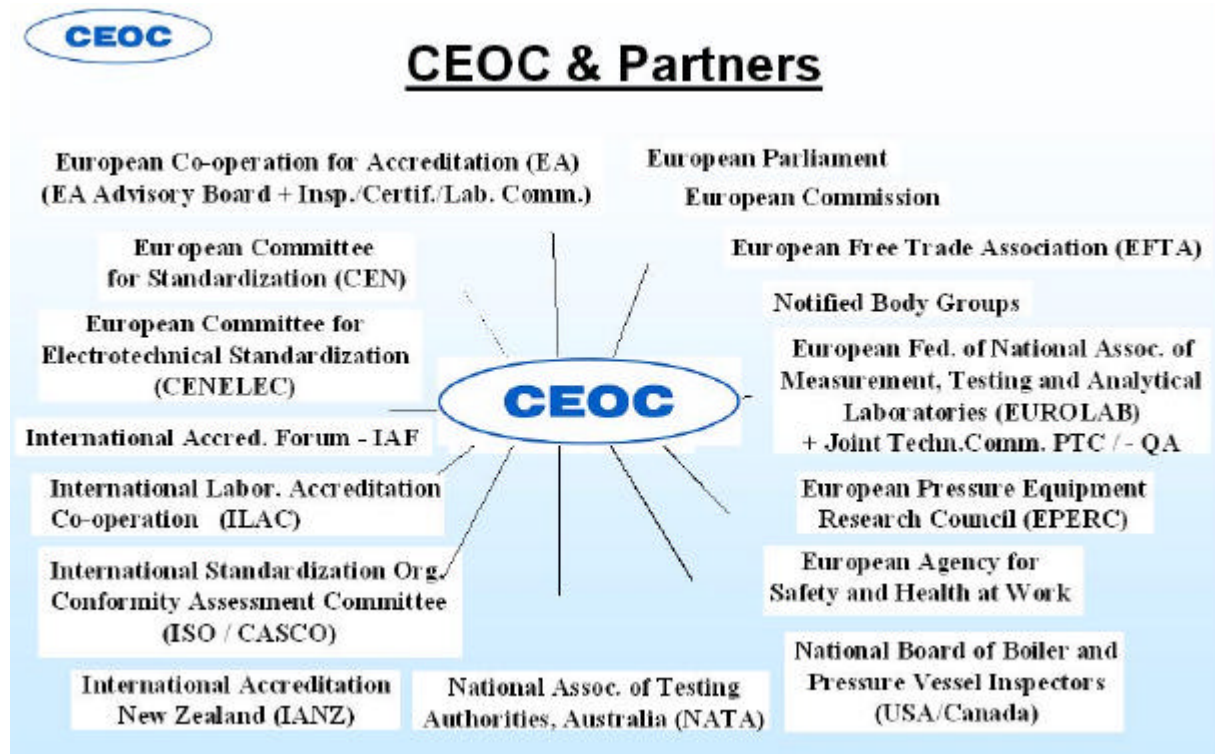 CEOC
CEOC & Partners
European Co-operation for Accreditation (EA)
(EA Advisory Board + Insp./Certif./Lab. Comm.)
European Parliament
European Commission
European Committee
for Standardization (CEN)
European Free Trade Association (EFTA)
European Committee for
Electrotechnical Standardization
(CENELEC)
Notified Body Groups
CEOC
European Fed. of National Assoc. of
Measurement, Testing and Analytical
Laboratories (EUROLAB)
+ Joint Techn.Comm. PTC / - QA
International Accred. Forum - IAF
International Labor. Accreditation
Co-operation (ILAC)
European Pressure Equipment
Research Council (EPERC)
International Standardization Org.
Conformity Assessment Committee
(ISO / CASCO)
European Agency for
Safety and Health at Work
International Accreditation
New Zealand (IANZ)
National Assoc. of Testing
Authorities, Australia (NATA)
National Board of Boiler and
Pressure Vessel Inspectors
(USA/Canada)